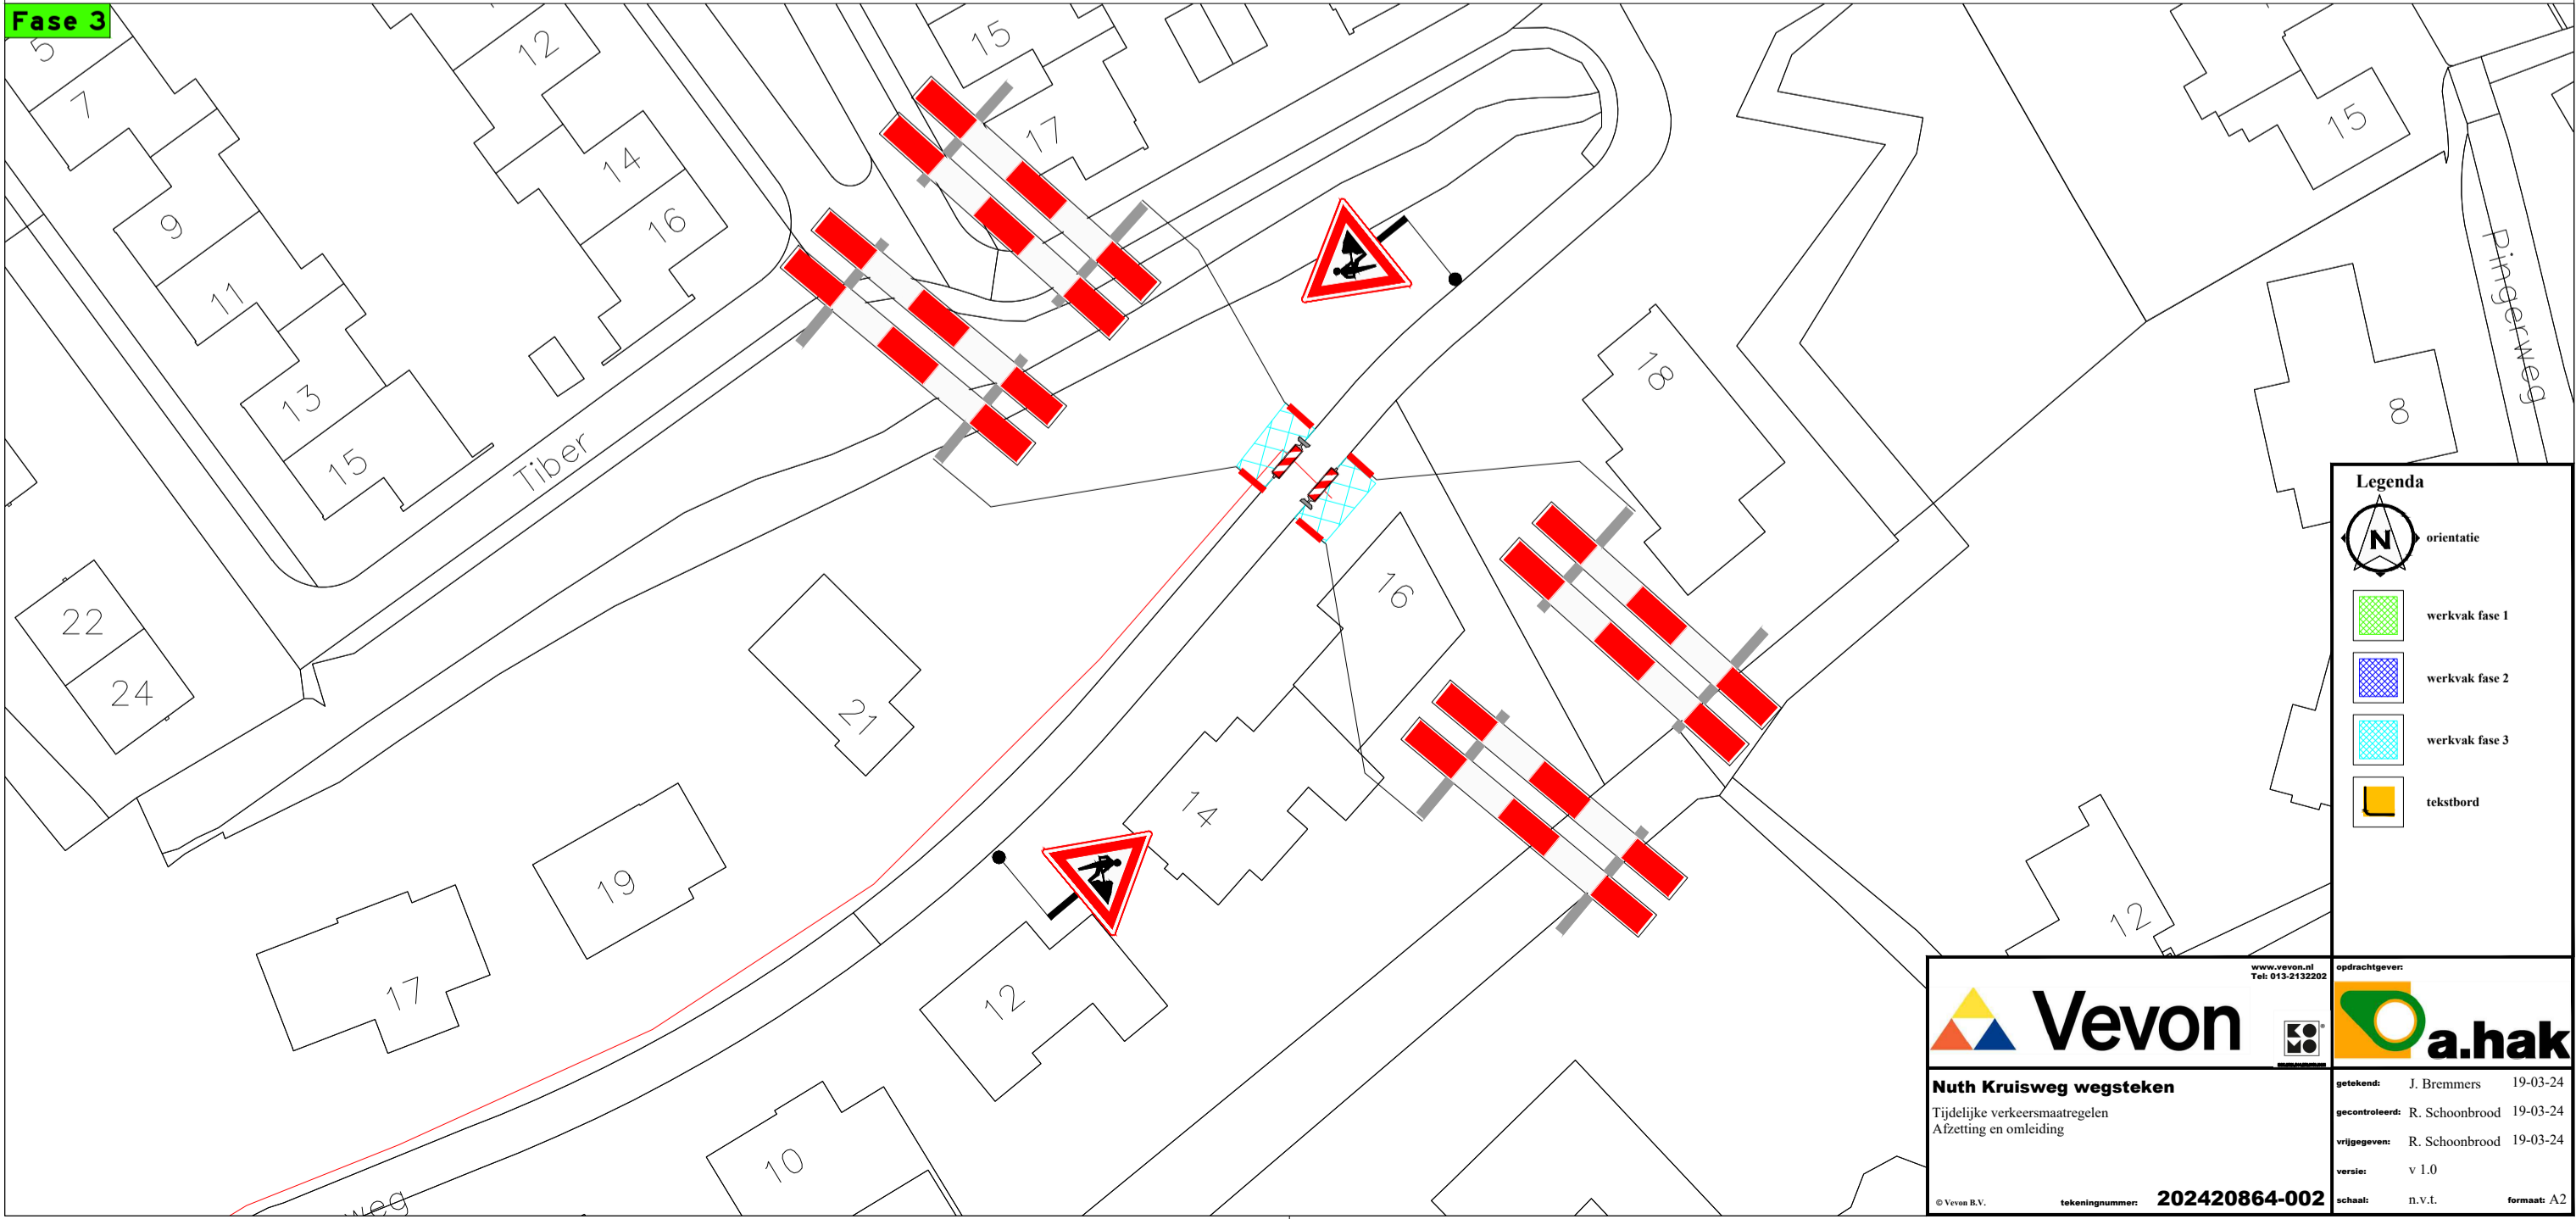 Fase 3
5
7
9
11
13
15
12
14
16
15
17
Tiber
22
24
21
19
17
18
16
14
12
10
weg
15
Pingerweg
8
12
Legenda
N
orientatie
werkvak fase 1
werkvak fase 2
werkvak fase 3
tekstbord
www.vevon.nl
Tel: 013-2132202
Vevon
KOMO
opdrachtgever:
a.hak
Nuth Kruisweg wegsteken
Tijdelijke verkeersmaatregelen
Afzetting en omleiding
© Vevon B.V.
tekeningnummer: 202420864-002
getekend: J. Bremmers 19-03-24
gecontroleerd: R. Schoonbrood 19-03-24
vrijgegeven: R. Schoonbrood 19-03-24
versie: v 1.0
schaal: n.v.t. formaat: A2